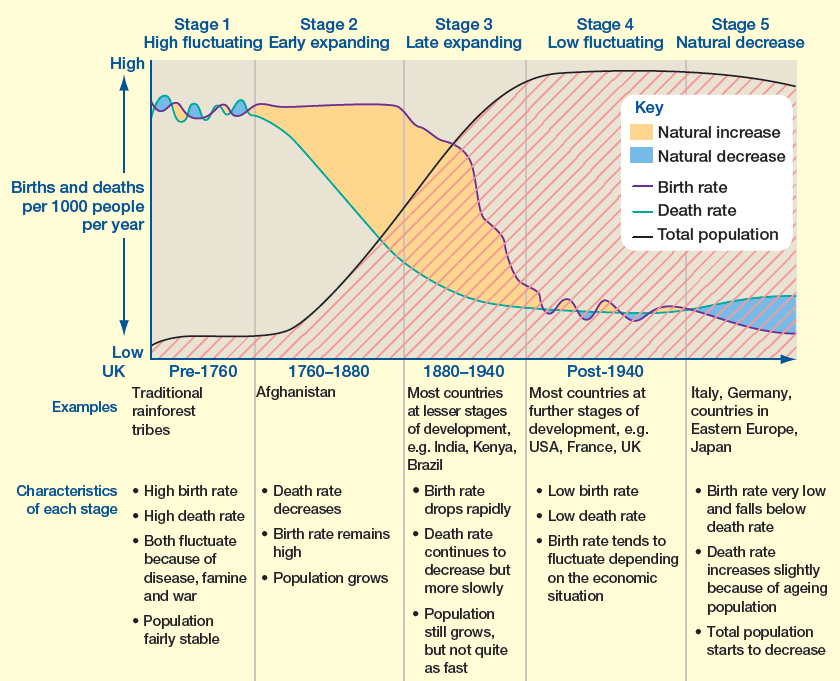 Stage 1
High fluctuating
Stage 2
Early expanding
Stage 3
Late expanding
Stage 4
Low fluctuating
Stage 5
Natural decrease
High
Births and deaths
per 1000 people
per year
Low
Key
Natural increase
Natural decrease
Birth rate
Death rate
Total population
UK
Pre-1760
1760–1880
1880–1940
Post-1940
Examples
Traditional
rainforest
tribes
Afghanistan
Most countries
at lesser stages
of development,
e.g. India, Kenya,
Brazil
Most countries at
further stages of
development, e.g.
USA, France, UK
Italy, Germany,
countries in
Eastern Europe,
Japan
Characteristics
of each stage
• High birth rate
• High death rate
• Both fluctuate
because of
disease, famine
and war
• Population
fairly stable
• Death rate
decreases
• Birth rate remains
high
• Population grows
• Birth rate
drops rapidly
• Death rate
continues to
decrease but
more slowly
• Population
still grows,
but not quite
as fast
• Low birth rate
• Low death rate
• Birth rate tends to
fluctuate depending
on the economic
situation
• Birth rate very low
and falls below
death rate
• Death rate
increases slightly
because of ageing
population
• Total population
starts to decrease